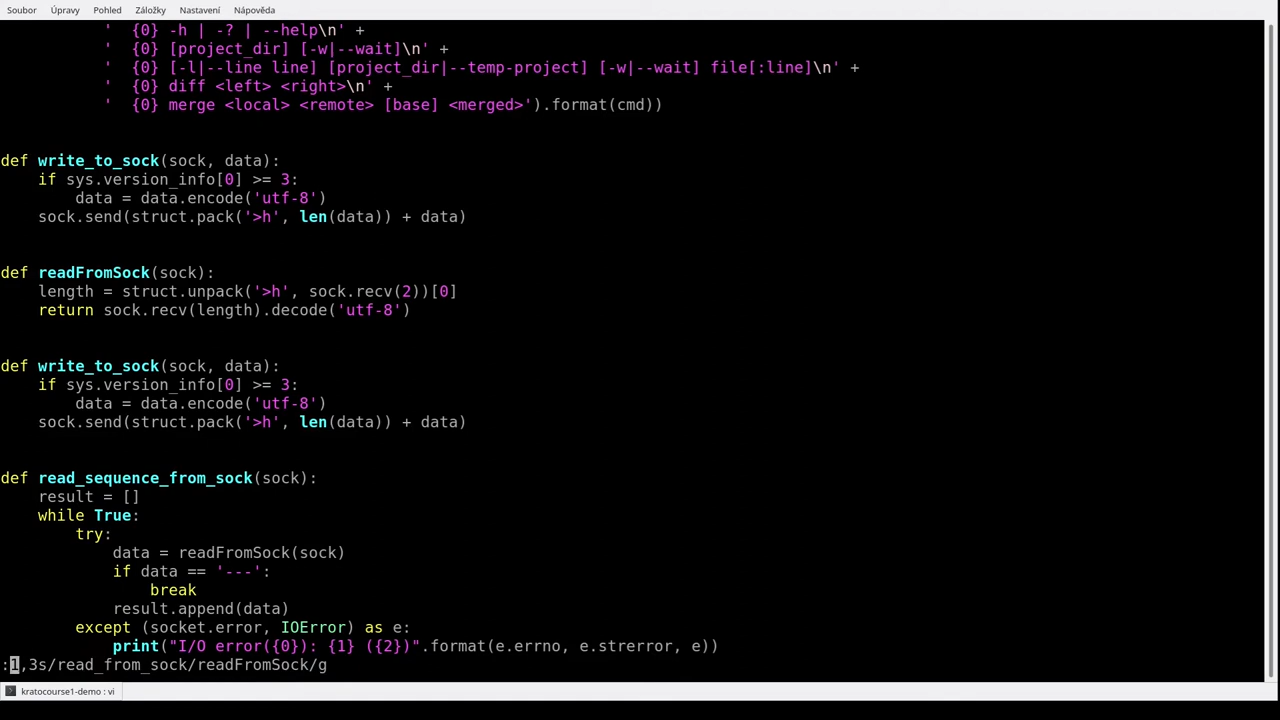 Soubor Úpravy Pohled Záložky Nastavení Nápověda
' {0} -h | -? | --help\n' +
' {0} [project_dir] [-w|--wait]\n' +
' {0} [-l|--line line] [project_dir|--temp-project] [-w|--wait] file[:line]\n' +
' {0} diff <left> <right>\n' +
' {0} merge <local> <remote> [base] <merged>').format(cmd))
def write_to_sock(sock, data):
if sys.version_info[0] >= 3:
data = data.encode('utf-8')
sock.send(struct.pack('>h', len(data)) + data)
def readFromSock(sock):
length = struct.unpack('>h', sock.recv(2))[0]
return sock.recv(length).decode('utf-8')
def write_to_sock(sock, data):
if sys.version_info[0] >= 3:
data = data.encode('utf-8')
sock.send(struct.pack('>h', len(data)) + data)
def read_sequence_from_sock(sock):
result = []
while True:
try:
data = readFromSock(sock)
if data == '---':
break
result.append(data)
except (socket.error, IOError) as e:
print("I/O error({0}): {1} ({2})".format(e.errno, e.strerror, e))
:1,3s/read_from_sock/readFromSock/g
kratocourse1-demo : vi